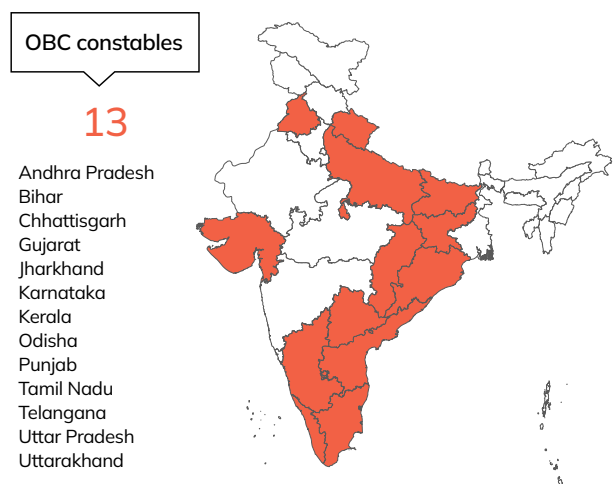 OBC constables
13
Andhra Pradesh
Bihar
Chhattisgarh
Gujarat
Jharkhand
Karnataka
Kerala
Odisha
Punjab
Tamil Nadu
Telangana
Uttar Pradesh
Uttarakhand